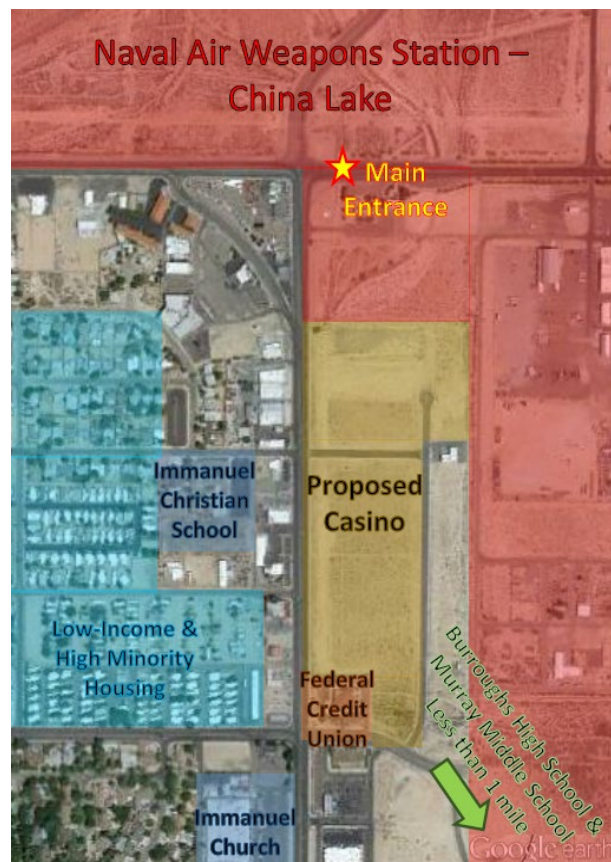 Naval Air Weapons Station –
China Lake
Main
Entrance
Immanuel
Christian
School
Proposed
Casino
Low-Income &
High Minority
Housing
Federal
Credit
Union
Burroughs High School &
Murray Middle School
Less than 1 mile
Immanuel
Church
Google earth